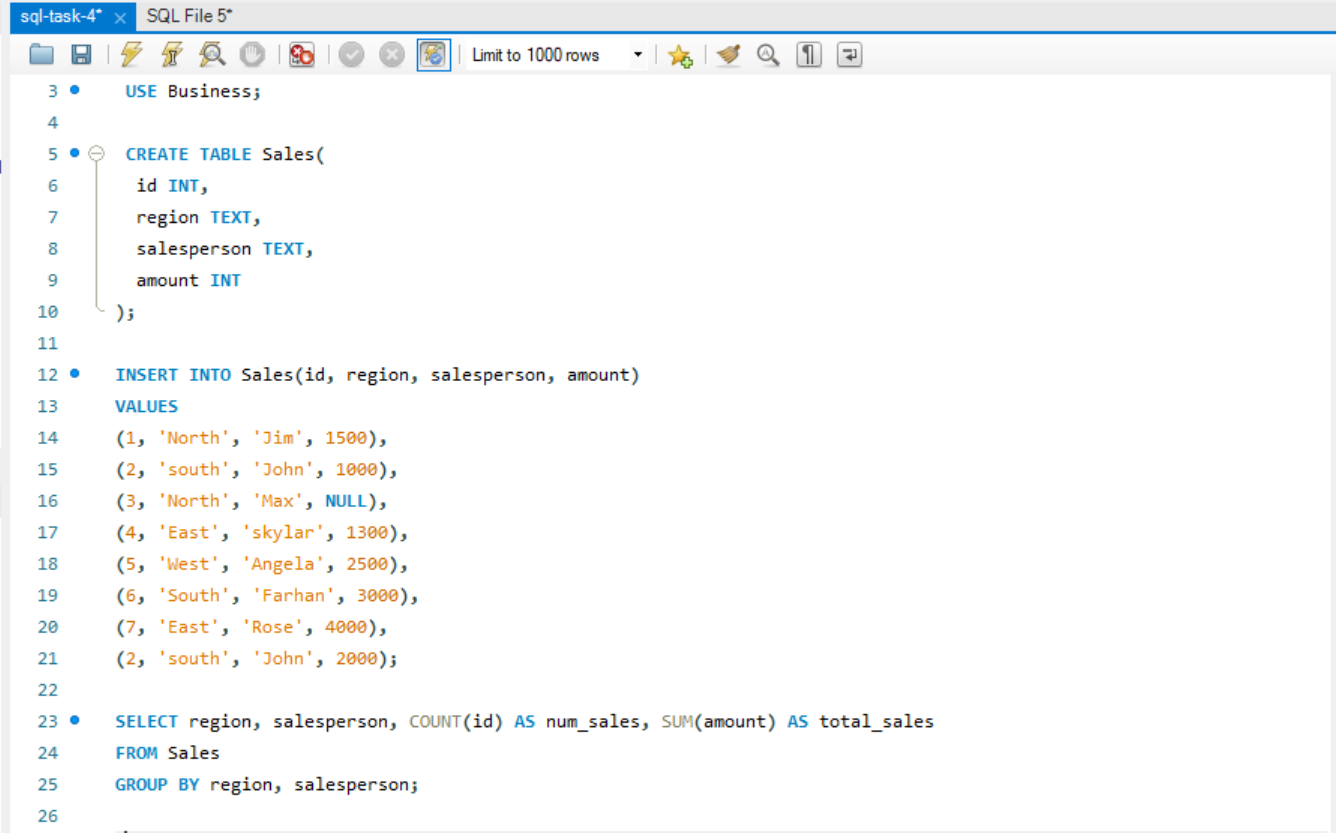 sql-task-4* × SQL File 5*
Limit to 1000 rows
3 USE Business;
4
5 CREATE TABLE Sales(
6 id INT,
7 region TEXT,
8 salesperson TEXT,
9 amount INT
10 );
11
12 INSERT INTO Sales(id, region, salesperson, amount)
13 VALUES
14 (1, 'North', 'Jim', 1500),
15 (2, 'south', 'John', 1000),
16 (3, 'North', 'Max', NULL),
17 (4, 'East', 'skylar', 1300),
18 (5, 'West', 'Angela', 2500),
19 (6, 'South', 'Farhan', 3000),
20 (7, 'East', 'Rose', 4000),
21 (2, 'south', 'John', 2000);
22
23 SELECT region, salesperson, COUNT(id) AS num_sales, SUM(amount) AS total_sales
24 FROM Sales
25 GROUP BY region, salesperson;
26